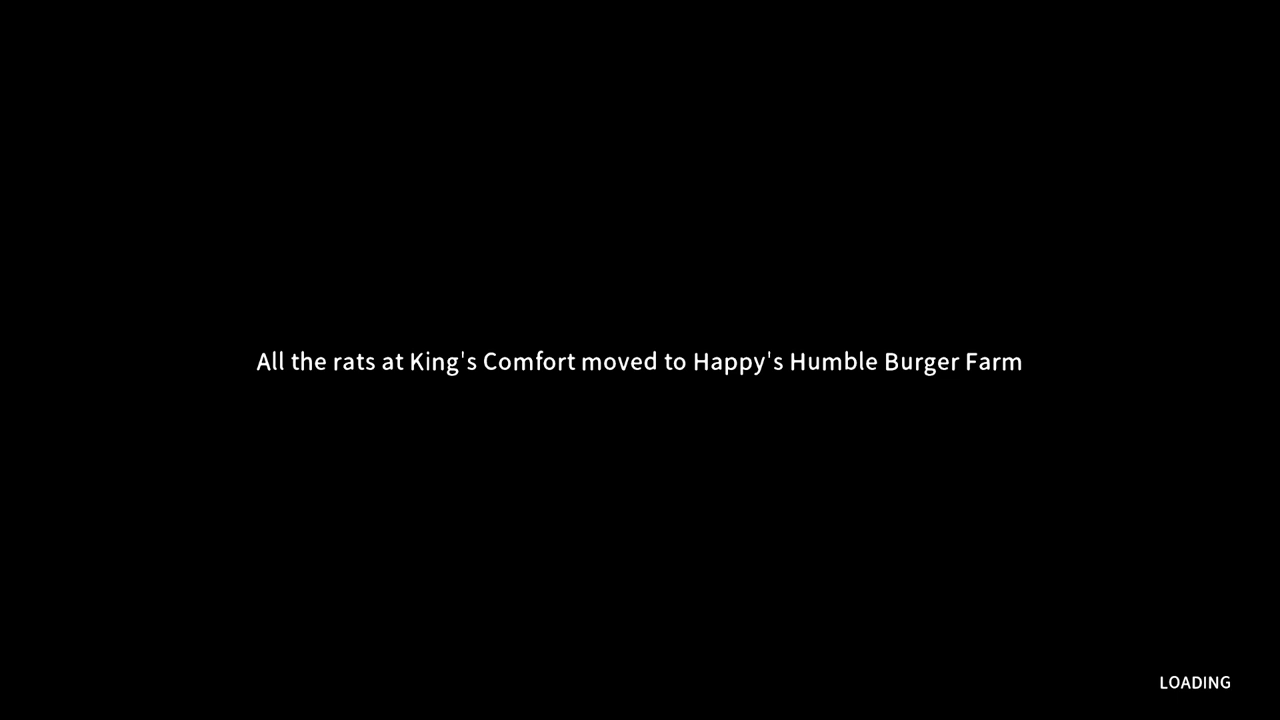 All the rats at King's Comfort moved to Happy's Humble Burger Farm
LOADING